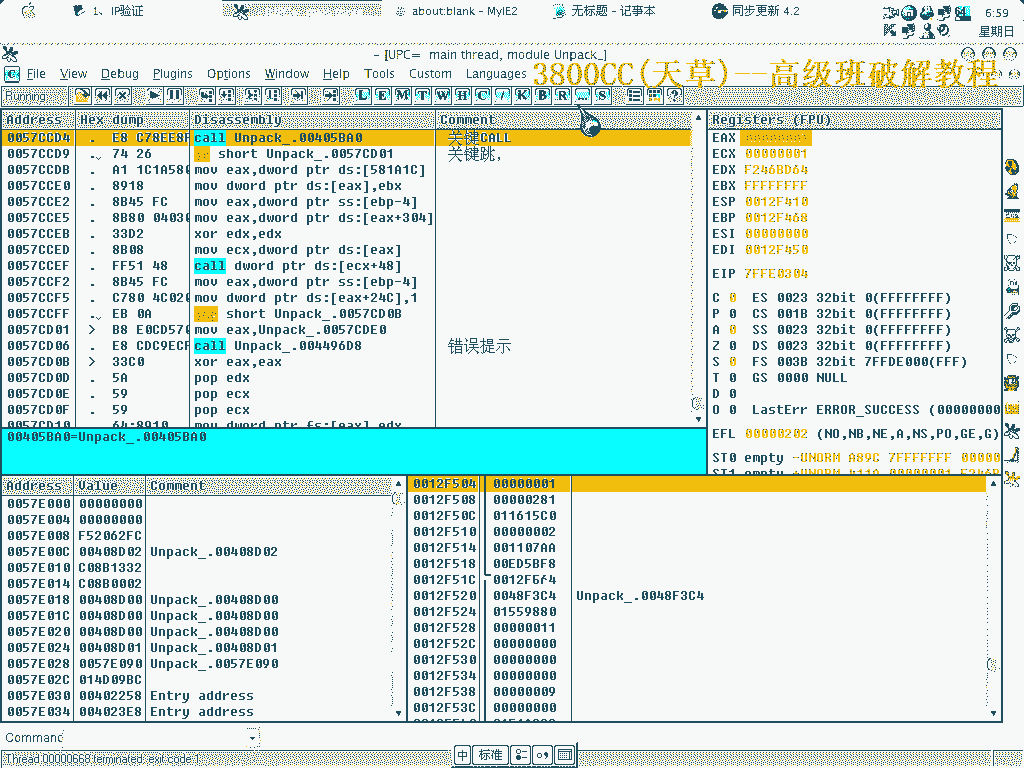 1、IP验证
about:blank - MyIE2
无标题 - 记事本
同步更新 4.2
6:59
星期日
- [UPC= main thread, module Unpack_]
File View Debug Plugins Options Window Help Tools Custom Languages
3800CC(天草)--高级班破解教程
Running
L E M T W H C / K B R ... S
Address Hex dump Disassembly Comment
0057CCD4 . E8 C78EE8F call Unpack_.00405BA0 关键CALL
0057CCD9 . 74 26 short Unpack_.0057CD01 关键跳，
0057CCDB . A1 1C1A580 mov eax,dword ptr ds:[581A1C]
0057CCE0 . 8918 mov dword ptr ds:[eax],ebx
0057CCE2 . 8B45 FC mov eax,dword ptr ss:[ebp-4]
0057CCE5 . 8B80 04030 mov eax,dword ptr ds:[eax+304]
0057CCEB . 33D2 xor edx,edx
0057CCED . 8B08 mov ecx,dword ptr ds:[eax]
0057CCEF . FF51 48 call dword ptr ds:[ecx+48]
0057CCF2 . 8B45 FC mov eax,dword ptr ss:[ebp-4]
0057CCF5 . C780 4C020 mov dword ptr ds:[eax+24C],1
0057CCFF . EB 0A short Unpack_.0057CD0B
0057CD01 > B8 E0CD570 mov eax,Unpack_.0057CDE0
0057CD06 . E8 CDC9ECF call Unpack_.004496D8 错误提示
0057CD0B > 33C0 xor eax,eax
0057CD0D . 5A pop edx
0057CD0E . 59 pop ecx
0057CD0F . 59 pop ecx
0057CD10 . 64:8910 mov dword ptr fs:[eax],edx
00405BA0=Unpack_.00405BA0
Registers (FPU)
EAX
ECX 00000001
EDX F246BD64
EBX FFFFFFFF
ESP 0012F410
EBP 0012F468
ESI 00000000
EDI 0012F450
EIP 7FFE0304
C 0 ES 0023 32bit 0(FFFFFFFF)
P 0 CS 001B 32bit 0(FFFFFFFF)
A 0 SS 0023 32bit 0(FFFFFFFF)
Z 0 DS 0023 32bit 0(FFFFFFFF)
S 0 FS 003B 32bit 7FFDE000(FFF)
T 0 GS 0000 NULL
D 0
O 0 LastErr ERROR_SUCCESS (00000000
EFL 00000202 (NO,NB,NE,A,NS,PO,GE,G)
ST0 empty -UNORM A89C 7FFFFFFF 00000
Address Value Comment
0057E000 00000000
0057E004 00000000
0057E008 F52062FC
0057E00C 00408D02 Unpack_.00408D02
0057E010 C08B1332
0057E014 C08B0002
0057E018 00408D00 Unpack_.00408D00
0057E01C 00408D00 Unpack_.00408D00
0057E020 00408D00 Unpack_.00408D00
0057E024 00408D01 Unpack_.00408D01
0057E028 0057E090 Unpack_.0057E090
0057E02C 014D09BC
0057E030 00402258 Entry address
0057E034 004023E8 Entry address
0012F504 00000001
0012F508 00000281
0012F50C 011615C0
0012F510 00000002
0012F514 001107AA
0012F518 00ED5BF8
0012F51C 0012F5F4
0012F520 0048F3C4 Unpack_.0048F3C4
0012F524 01559880
0012F528 00000011
0012F52C 00000000
0012F530 00000000
0012F534 00000000
0012F538 00000009
0012F53C 00000000
Command
Thread 00000668 terminated, exit code 1
中 标准